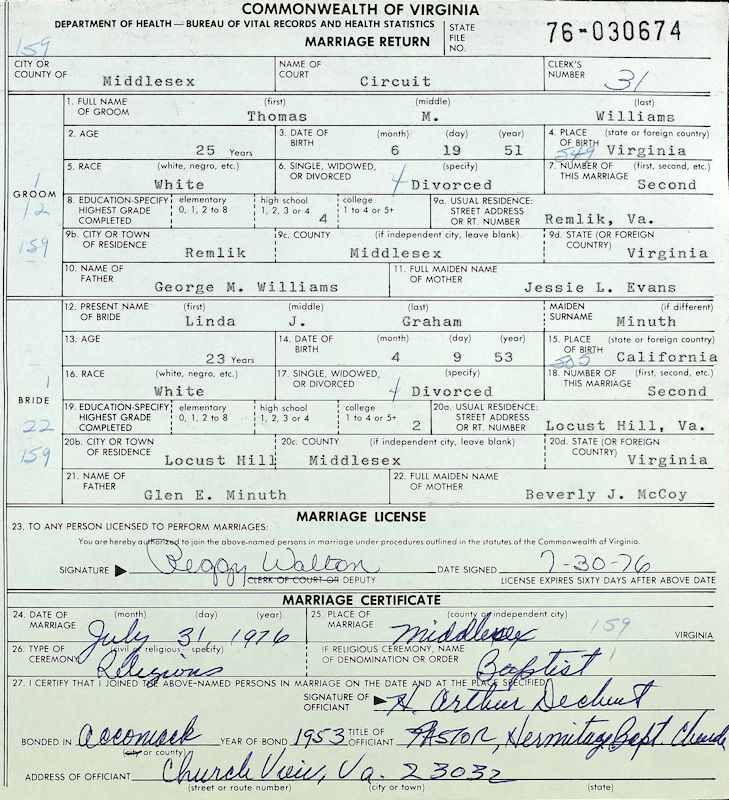 COMMONWEALTH OF VIRGINIA
DEPARTMENT OF HEALTH — BUREAU OF VITAL RECORDS AND HEALTH STATISTICS
MARRIAGE RETURN
STATE FILE NO. 76-030674
159
CITY OR COUNTY OF Middlesex NAME OF COURT Circuit CLERK'S NUMBER 31
GROOM 1 12 159
1. FULL NAME OF GROOM (first) Thomas (middle) M. (last) Williams
2. AGE 25 Years 3. DATE OF BIRTH (month) 6 (day) 19 (year) 51 4. PLACE OF BIRTH (state or foreign country) 549 Virginia
5. RACE (white, negro, etc.) White 6. SINGLE, WIDOWED, OR DIVORCED (specify) 4 Divorced 7. NUMBER OF THIS MARRIAGE (first, second, etc.) Second
8. EDUCATION-SPECIFY HIGHEST GRADE COMPLETED elementary 0, 1, 2 to 8 high school 1, 2, 3 or 4 4 college 1 to 4 or 5+ 9a. USUAL RESIDENCE: STREET ADDRESS OR RT. NUMBER Remlik, Va.
9b. CITY OR TOWN OF RESIDENCE Remlik 9c. COUNTY (if independent city, leave blank) Middlesex 9d. STATE (OR FOREIGN COUNTRY) Virginia
10. NAME OF FATHER George M. Williams 11. FULL MAIDEN NAME OF MOTHER Jessie L. Evans
BRIDE 1 22 159
12. PRESENT NAME OF BRIDE (first) Linda (middle) J. (last) Graham MAIDEN SURNAME (if different) Minuth
13. AGE 23 Years 14. DATE OF BIRTH (month) 4 (day) 9 (year) 53 15. PLACE OF BIRTH (state or foreign country) 585 California
16. RACE (white, negro, etc.) White 17. SINGLE, WIDOWED, OR DIVORCED (specify) 4 Divorced 18. NUMBER OF THIS MARRIAGE (first, second, etc.) Second
19. EDUCATION-SPECIFY HIGHEST GRADE COMPLETED elementary 0, 1, 2 to 8 high school 1, 2, 3 or 4 college 1 to 4 or 5+ 2 20a. USUAL RESIDENCE: STREET ADDRESS OR RT. NUMBER Locust Hill, Va.
20b. CITY OR TOWN OF RESIDENCE Locust Hill 20c. COUNTY (if independent city, leave blank) Middlesex 20d. STATE (OR FOREIGN COUNTRY) Virginia
21. NAME OF FATHER Glen E. Minuth 22. FULL MAIDEN NAME OF MOTHER Beverly J. McCoy
MARRIAGE LICENSE
23. TO ANY PERSON LICENSED TO PERFORM MARRIAGES:
You are hereby authorized to join the above-named persons in marriage under procedures outlined in the statutes of the Commonwealth of Virginia.
SIGNATURE Peggy Walton DATE SIGNED 7-30-76
CLERK OF COURT OR DEPUTY LICENSE EXPIRES SIXTY DAYS AFTER ABOVE DATE
MARRIAGE CERTIFICATE
24. DATE OF MARRIAGE (month) (day) (year) July 31, 1976 25. PLACE OF MARRIAGE (county or independent city) Middlesex 159 VIRGINIA
26. TYPE OF CEREMONY (civil or religious - specify) Religious IF RELIGIOUS CEREMONY, NAME OF DENOMINATION OR ORDER Baptist 1
27. I CERTIFY THAT I JOINED THE ABOVE-NAMED PERSONS IN MARRIAGE ON THE DATE AND AT THE PLACE SPECIFIED
SIGNATURE OF OFFICIANT H. Arthur
BONDED IN Accomack (city or county) YEAR OF BOND 1953 TITLE OF OFFICIANT PASTOR, Hermitage Bapt. Church
ADDRESS OF OFFICIANT Church View, Va. 23032
(street or route number) (city or town) (state)